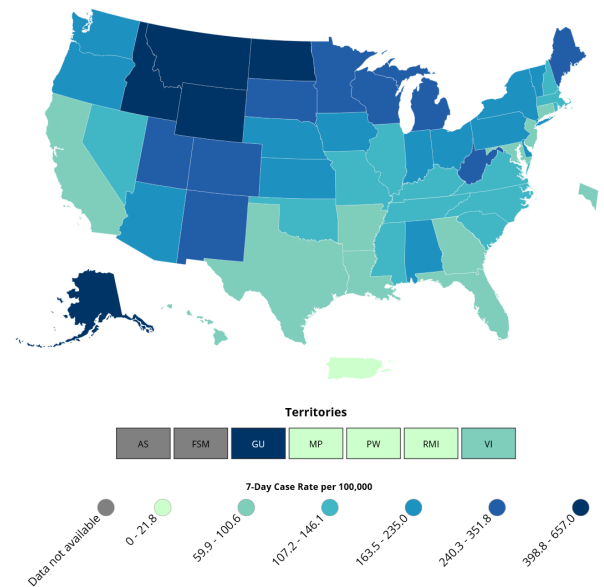 Territories
AS FSM GU MP PW RMI VI
7-Day Case Rate per 100,000
Data not available 0 - 21.8 59.9 - 100.6 107.2 - 146.1 163.5 - 235.0 240.3 - 351.8 398.8 - 657.0